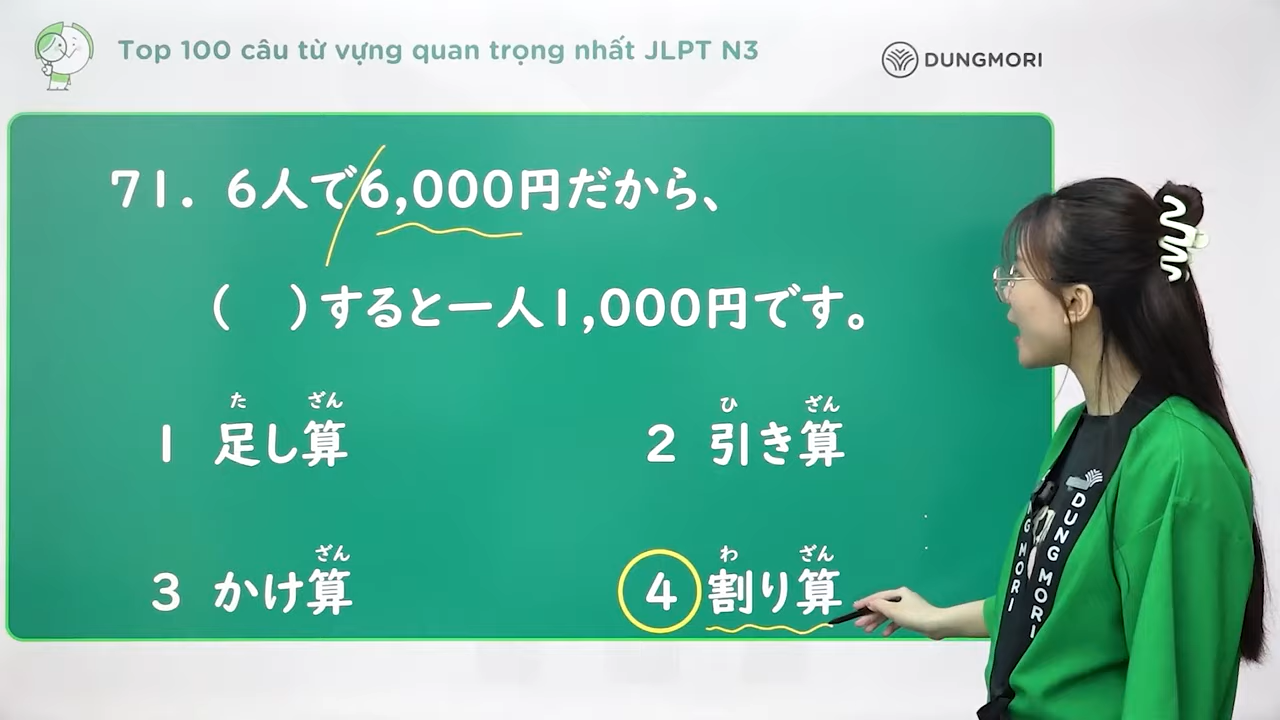 Top 100 câu từ vựng quan trọng nhất JLPT N3
DUNGMORI
71. 6人で6,000円だから、
( )すると一人1,000円です。
た ざん
1 足し算
ひ ざん
2 引き算
ざん
3 かけ算
わ ざん
4 割り算
DUNG MORI